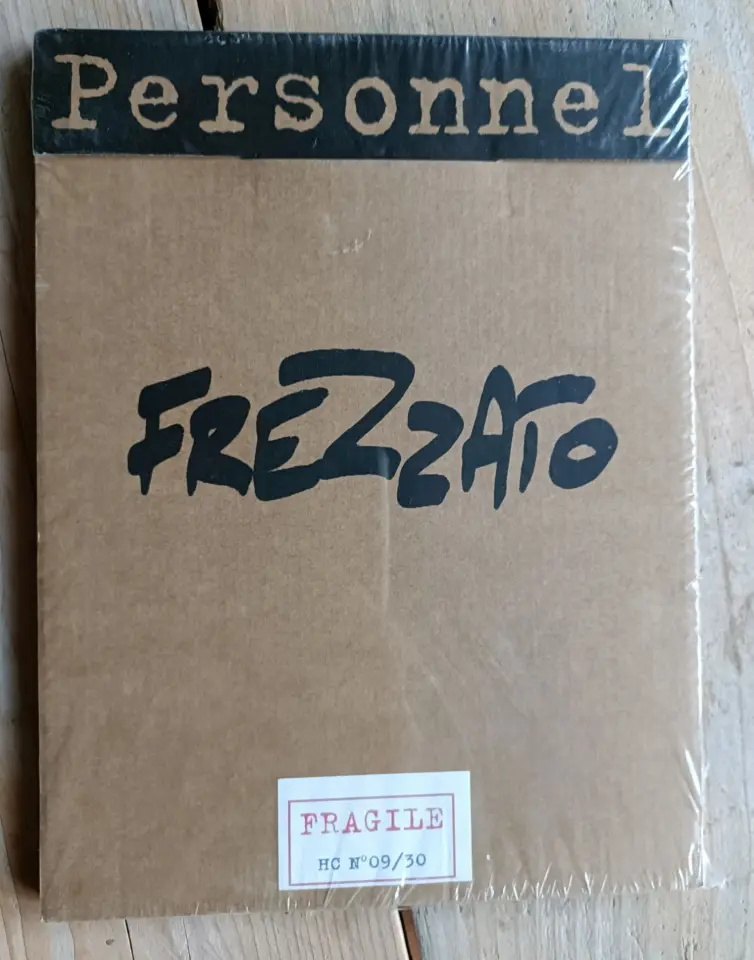 Personnel
FREZZATO
FRAGILE
HC N°09/30